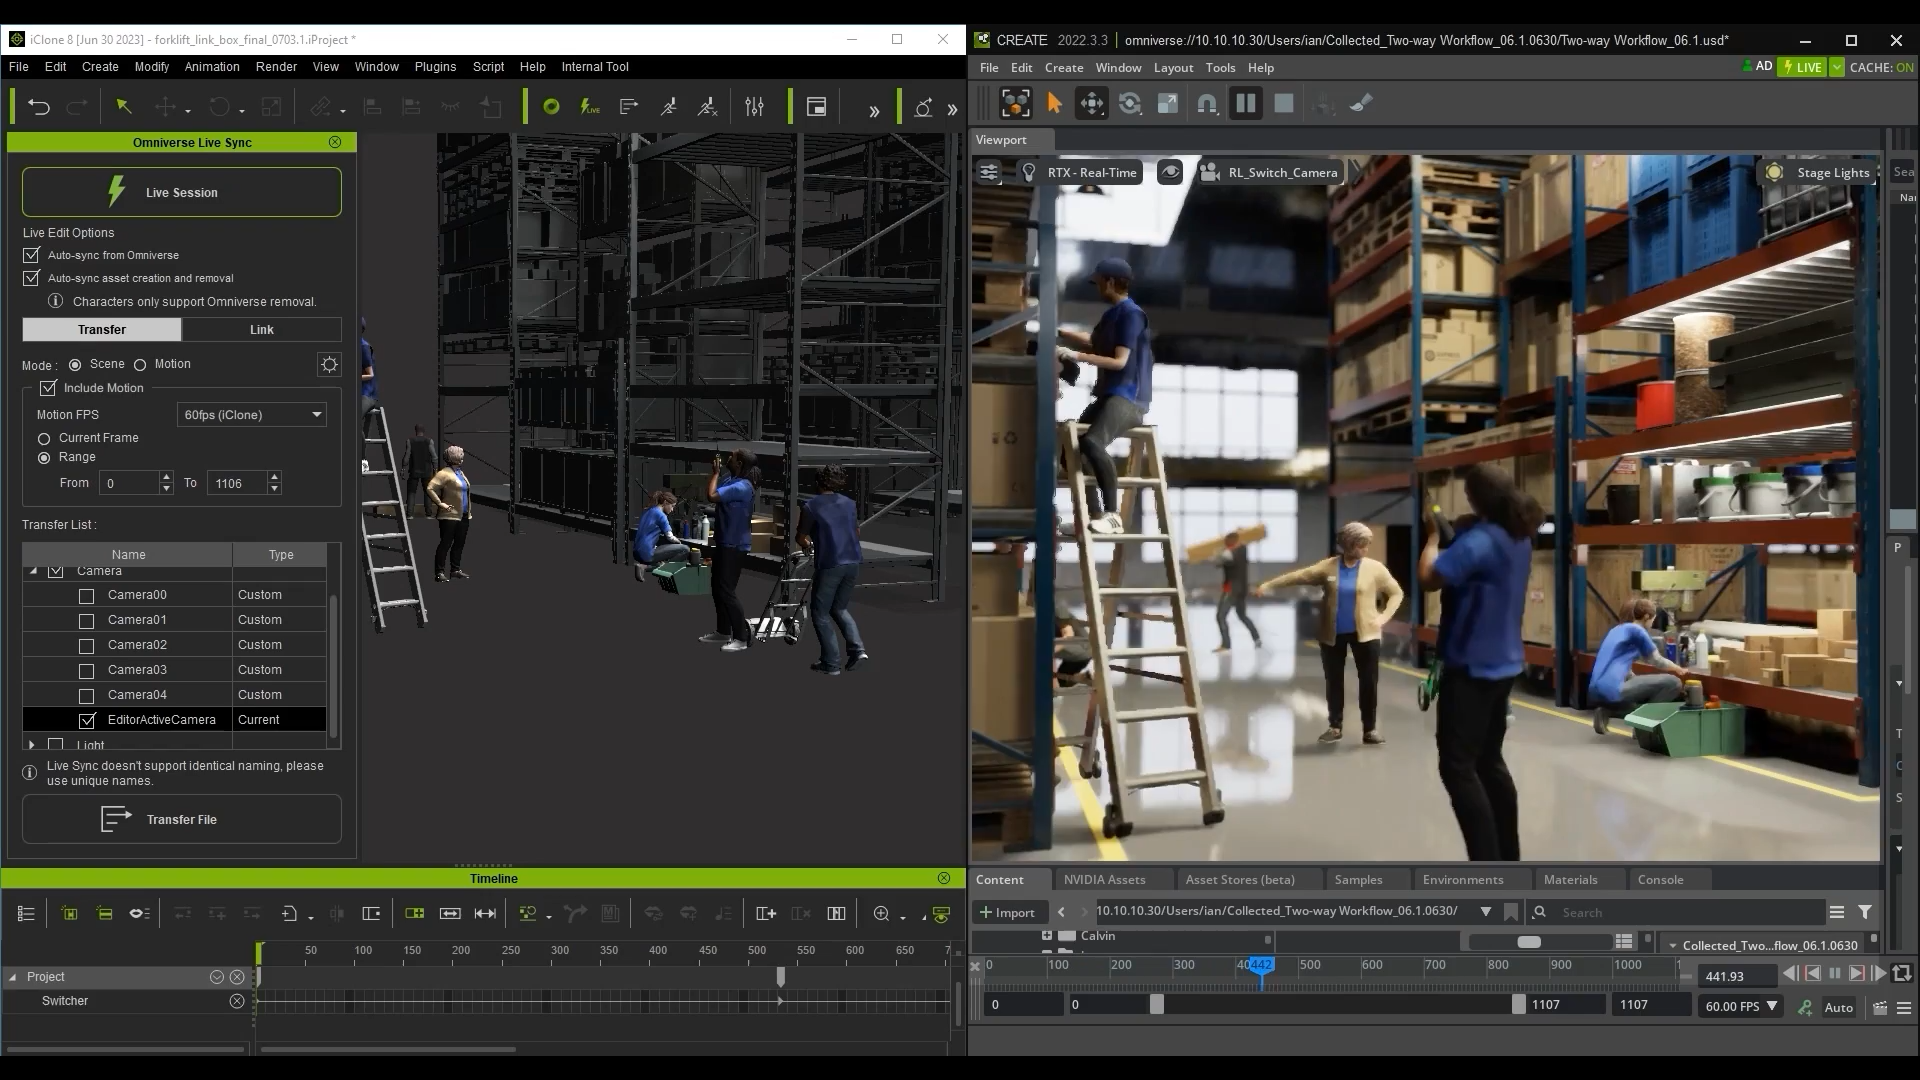 iClone 8 [Jun 30 2023] - forklift_link_box_final_0703.1.iProject *
File Edit Create Modify Animation Render View Window Plugins Script Help Internal Tool
LIVE
Omniverse Live Sync
Live Session
Live Edit Options
Auto-sync from Omniverse
Auto-sync asset creation and removal
Characters only support Omniverse removal.
Transfer Link
Mode : Scene Motion
Include Motion
Motion FPS 60fps (iClone)
Current Frame
Range
From 0 To 1106
Transfer List :
Name Type
Camera
Camera00 Custom
Camera01 Custom
Camera02 Custom
Camera03 Custom
Camera04 Custom
EditorActiveCamera Current
Light
Live Sync doesn't support identical naming, please
use unique names.
Transfer File
Timeline
50 100 150 200 250 300 350 400 450 500 550 600 650 7
Project
Switcher
CREATE 2022.3.3 | omniverse://10.10.10.30/Users/ian/Collected_Two-way Workflow_06.1.0630/Two-way Workflow_06.1.usd*
File Edit Create Window Layout Tools Help
AD LIVE CACHE: ON
Viewport
RTX - Real-Time RL_Switch_Camera Stage Lights
Sea
Nar
P
Content NVIDIA Assets Asset Stores (beta) Samples Environments Materials Console
+ Import 10.10.10.30/Users/ian/Collected_Two-way Workflow_06.1.0630/ Search
Calvin
Collected_Two...flow_06.1.0630
0 100 200 300 40 442 500 600 700 800 900 1000 441.93
0 0 1107 1107 60.00 FPS Auto